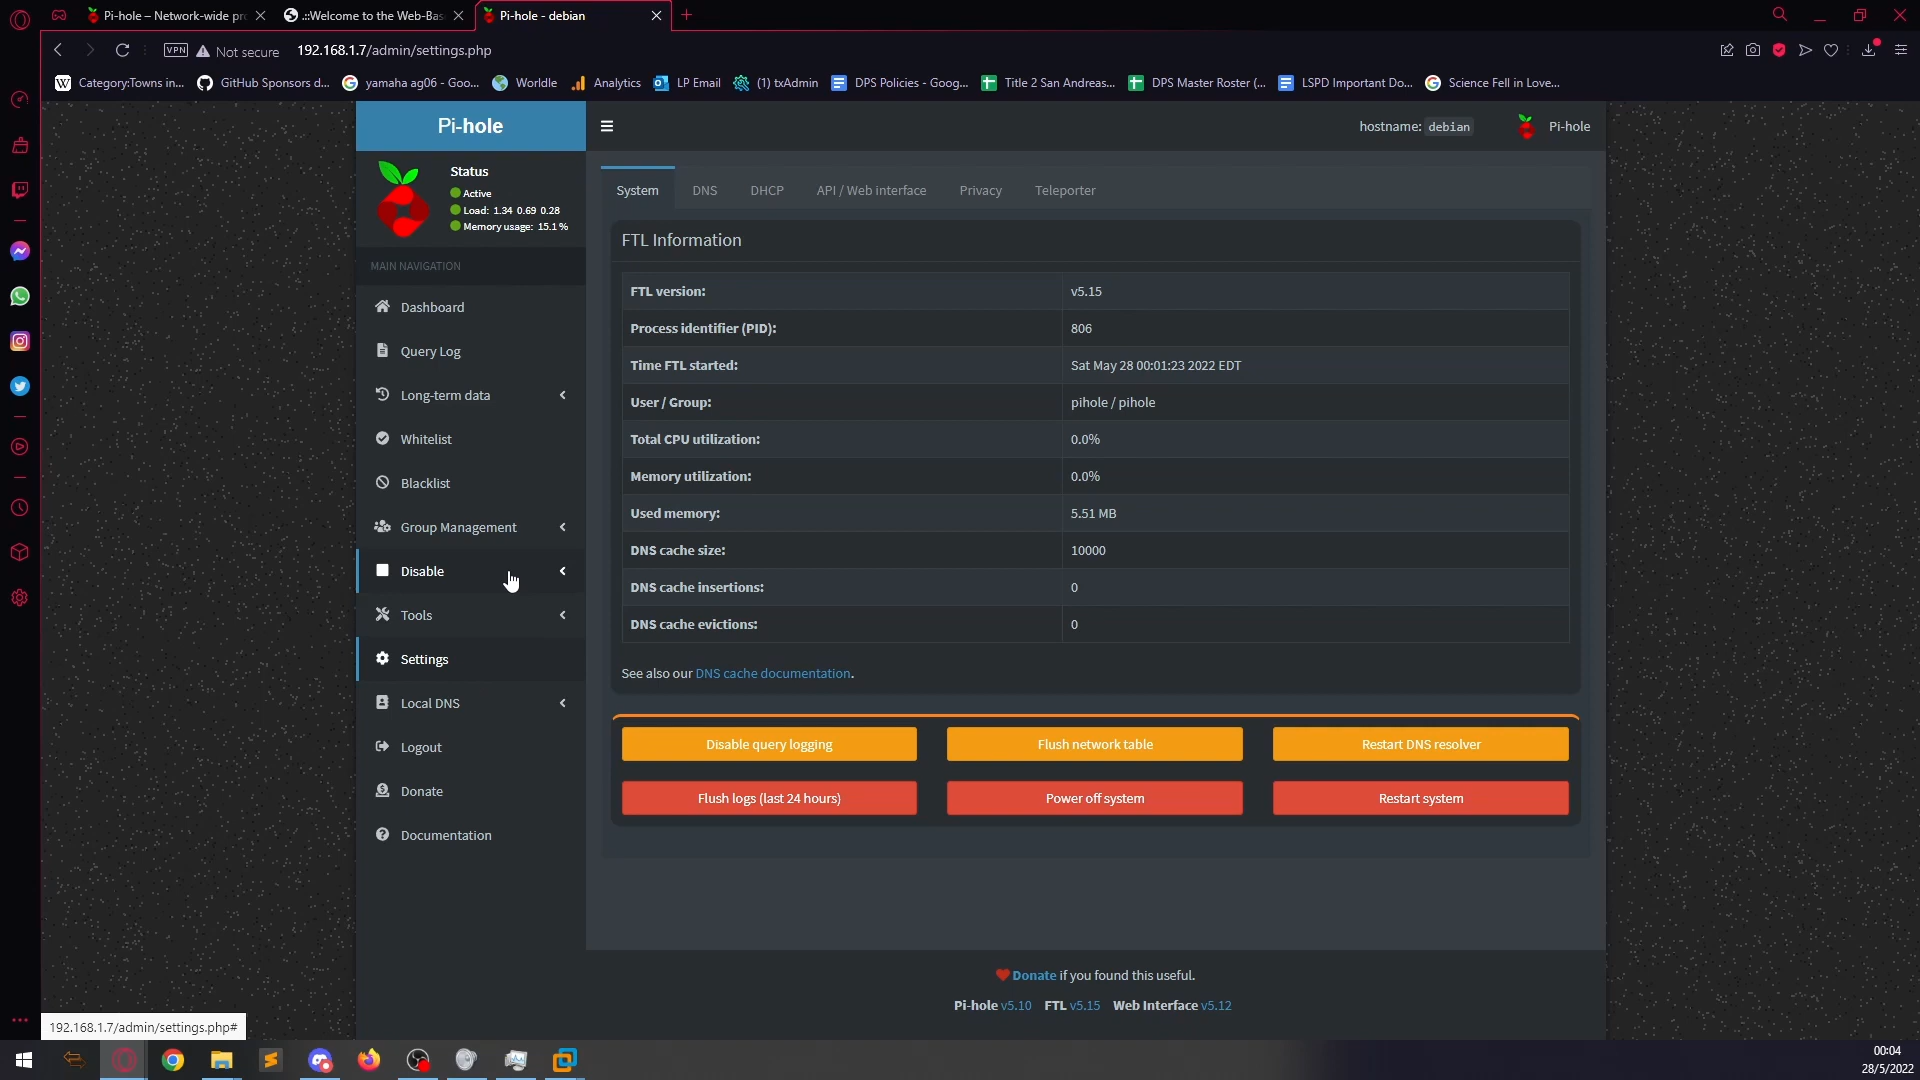 Pi-hole – Network-wide pr
.::Welcome to the Web-Bas
Pi-hole - debian
VPN
Not secure
192.168.1.7/admin/settings.php
Category:Towns in...
GitHub Sponsors d...
yamaha ag06 - Goo...
Worldle
Analytics
LP Email
(1) txAdmin
DPS Policies - Goog...
Title 2 San Andreas...
DPS Master Roster (...
LSPD Important Do...
Science Fell in Love...
Pi-hole
hostname: debian
Pi-hole
Status
Active
Load: 1.34 0.69 0.28
Memory usage: 15.1 %
MAIN NAVIGATION
Dashboard
Query Log
Long-term data
Whitelist
Blacklist
Group Management
Disable
Tools
Settings
Local DNS
Logout
Donate
Documentation
System
DNS
DHCP
API / Web interface
Privacy
Teleporter
FTL Information
FTL version: v5.15
Process identifier (PID): 806
Time FTL started: Sat May 28 00:01:23 2022 EDT
User / Group: pihole / pihole
Total CPU utilization: 0.0%
Memory utilization: 0.0%
Used memory: 5.51 MB
DNS cache size: 10000
DNS cache insertions: 0
DNS cache evictions: 0
See also our DNS cache documentation.
Disable query logging
Flush network table
Restart DNS resolver
Flush logs (last 24 hours)
Power off system
Restart system
Donate if you found this useful.
Pi-hole v5.10 FTL v5.15 Web Interface v5.12
192.168.1.7/admin/settings.php#
00:04
28/5/2022